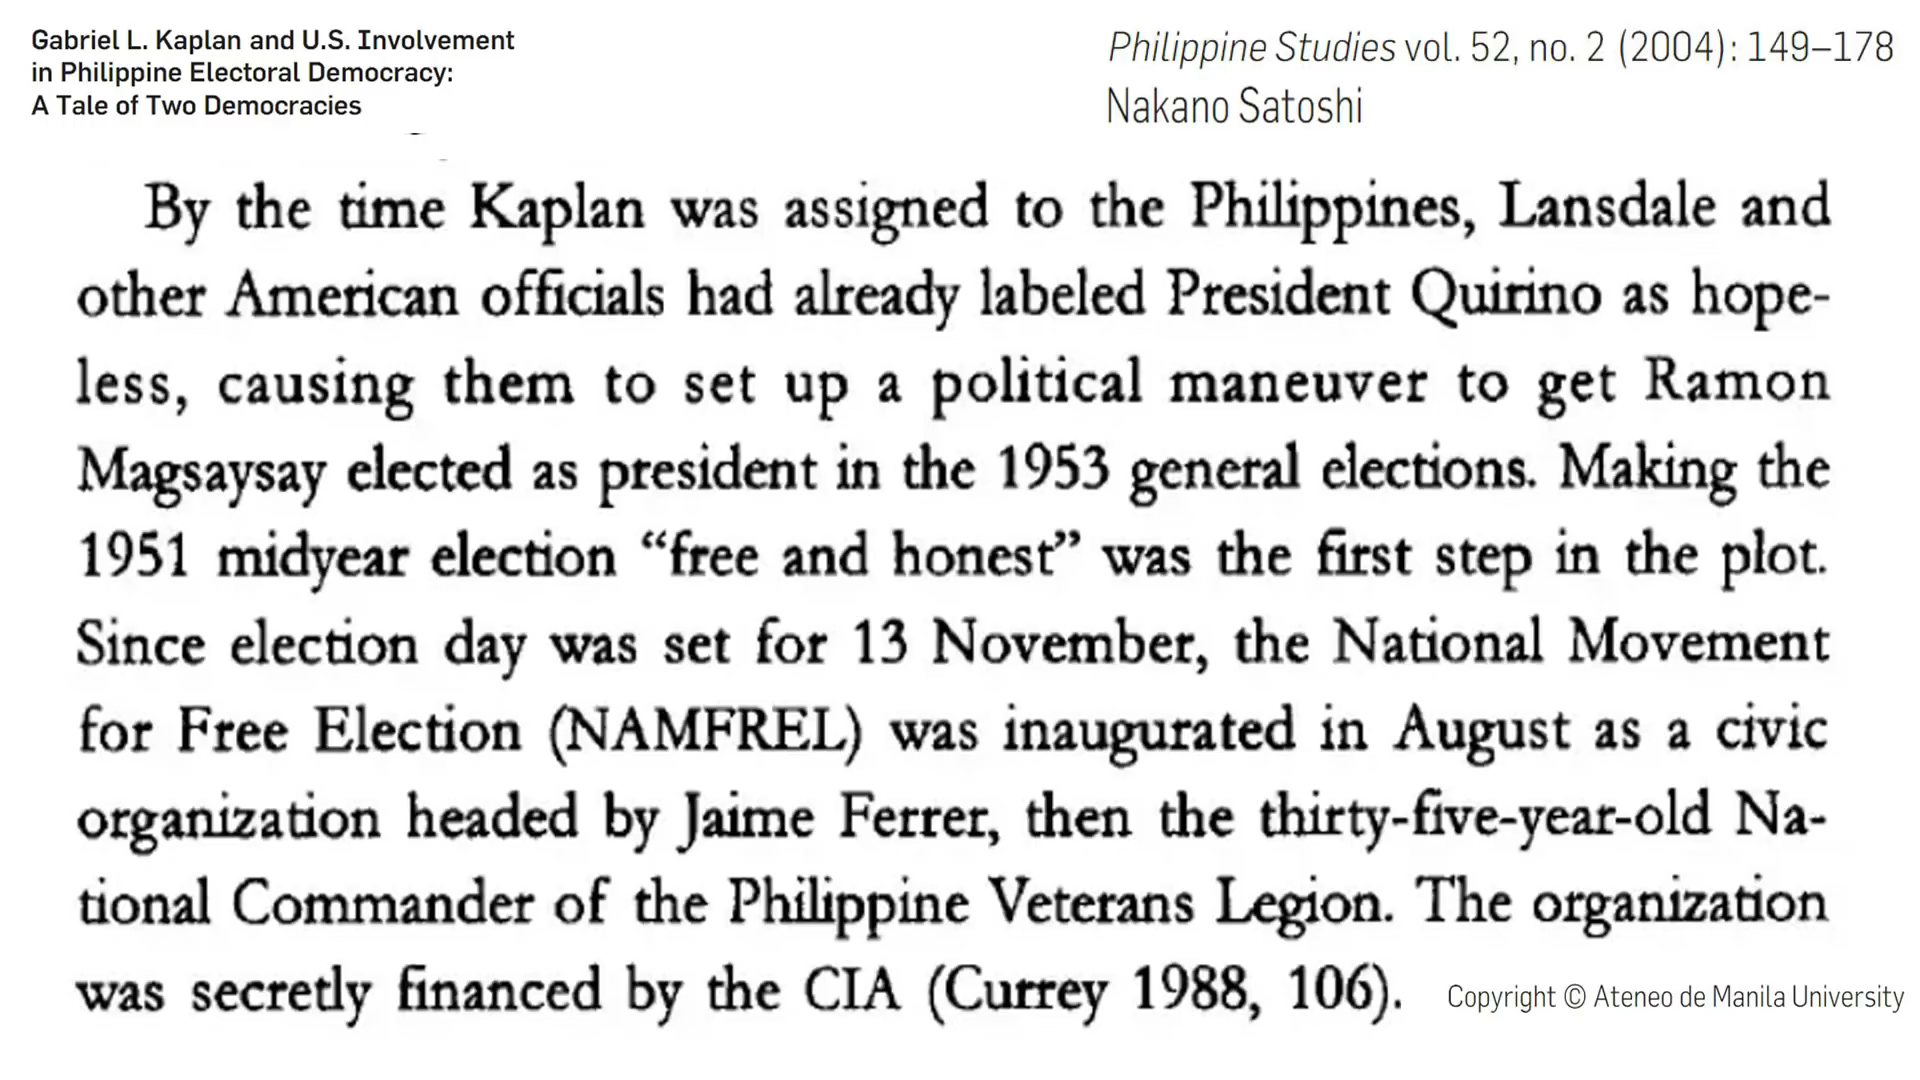 Gabriel L. Kaplan and U.S. Involvement
in Philippine Electoral Democracy:
A Tale of Two Democracies
Philippine Studies vol. 52, no. 2 (2004): 149–178
Nakano Satoshi
By the time Kaplan was assigned to the Philippines, Lansdale and
other American officials had already labeled President Quirino as hope-
less, causing them to set up a political maneuver to get Ramon
Magsaysay elected as president in the 1953 general elections. Making the
1951 midyear election “free and honest” was the first step in the plot.
Since election day was set for 13 November, the National Movement
for Free Election (NAMFREL) was inaugurated in August as a civic
organization headed by Jaime Ferrer, then the thirty-five-year-old Na-
tional Commander of the Philippine Veterans Legion. The organization
was secretly financed by the CIA (Currey 1988, 106).
Copyright © Ateneo de Manila University